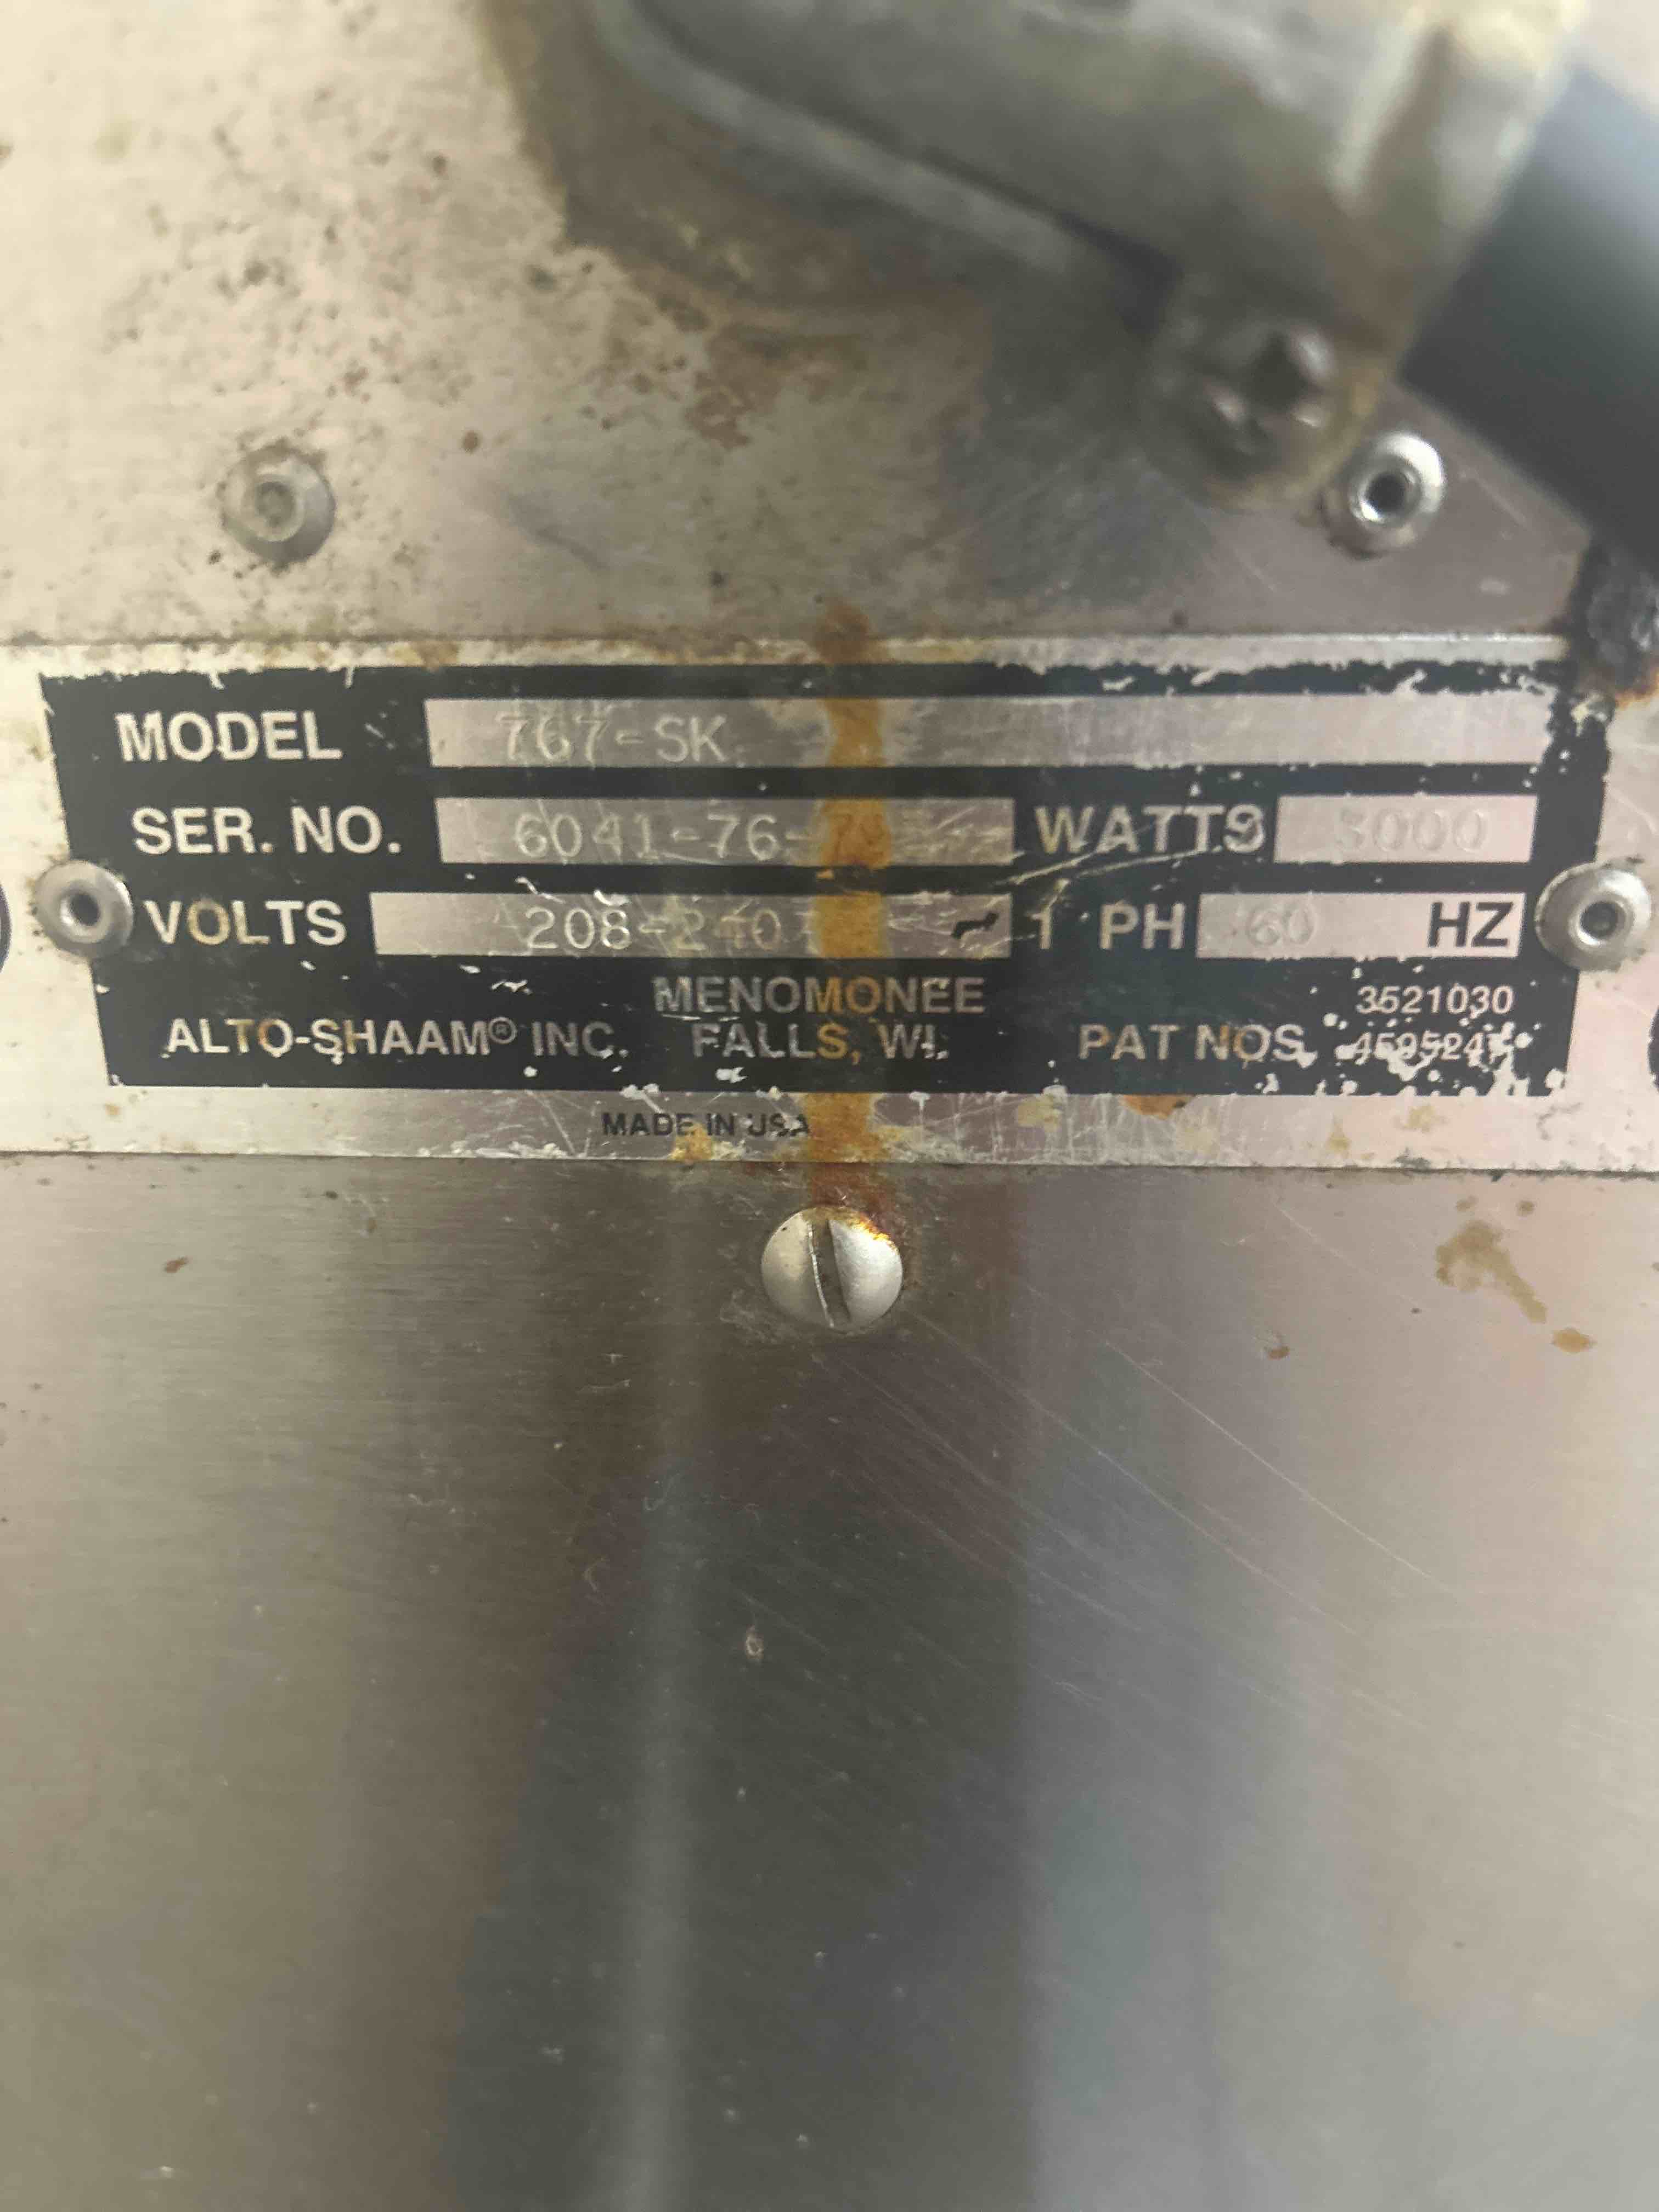 MODEL 767-SK
SER. NO. 6041-76- WATTS 000
VOLTS 208-240 1 PH 60 HZ
MENOMONEE 3521030
ALTO-SHAAM® INC. FALLS, WI. PAT NOS.
MADE IN USA